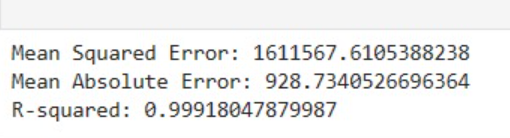 Mean Squared Error: 1611567.6105388238
Mean Absolute Error: 928.7340526696364
R-squared: 0.99918047879987